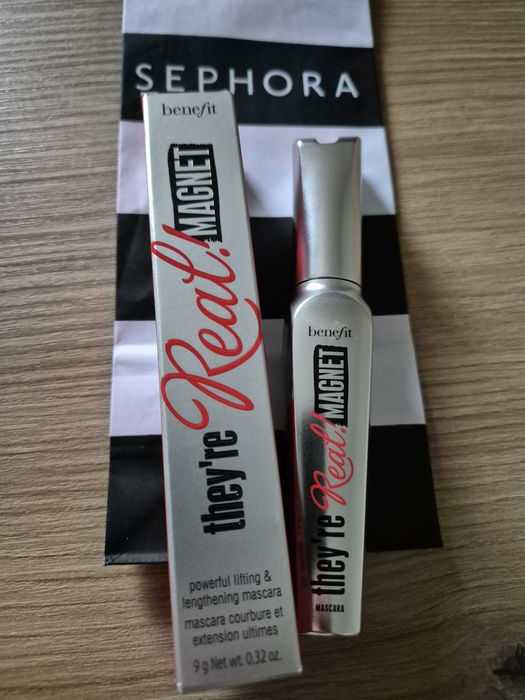 SEPHORA
benefit
they're Real! MAGNET
powerful lifting &
lengthening mascara
mascara courbure et
extension ultimes
9 g Net wt. 0.32 oz.
benefit
they're Real! MAGNET
MASCARA